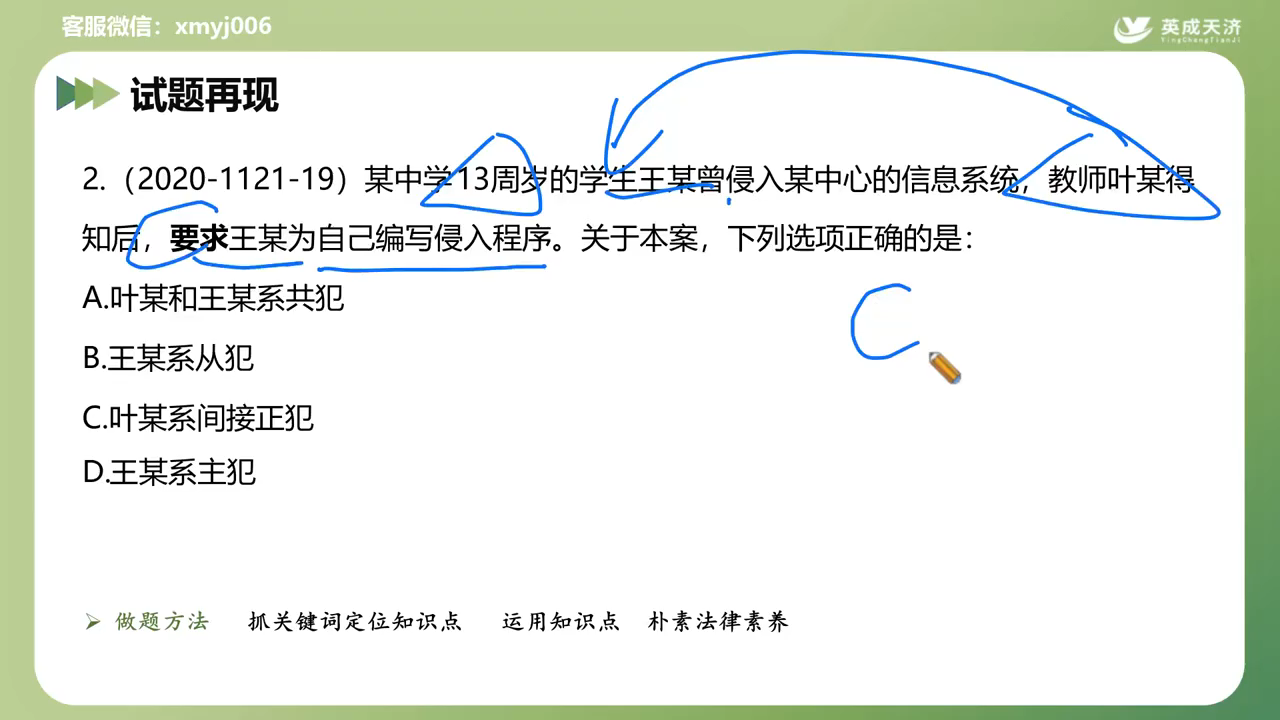 客服微信：xmyj006
英成天济
YingChengTianJi
试题再现
2.（2020-1121-19）某中学13周岁的学生王某曾侵入某中心的信息系统，教师叶某得
知后，要求王某为自己编写侵入程序。关于本案，下列选项正确的是：
C
A.叶某和王某系共犯
B.王某系从犯
C.叶某系间接正犯
D.王某系主犯
做题方法 抓关键词定位知识点 运用知识点 朴素法律素养